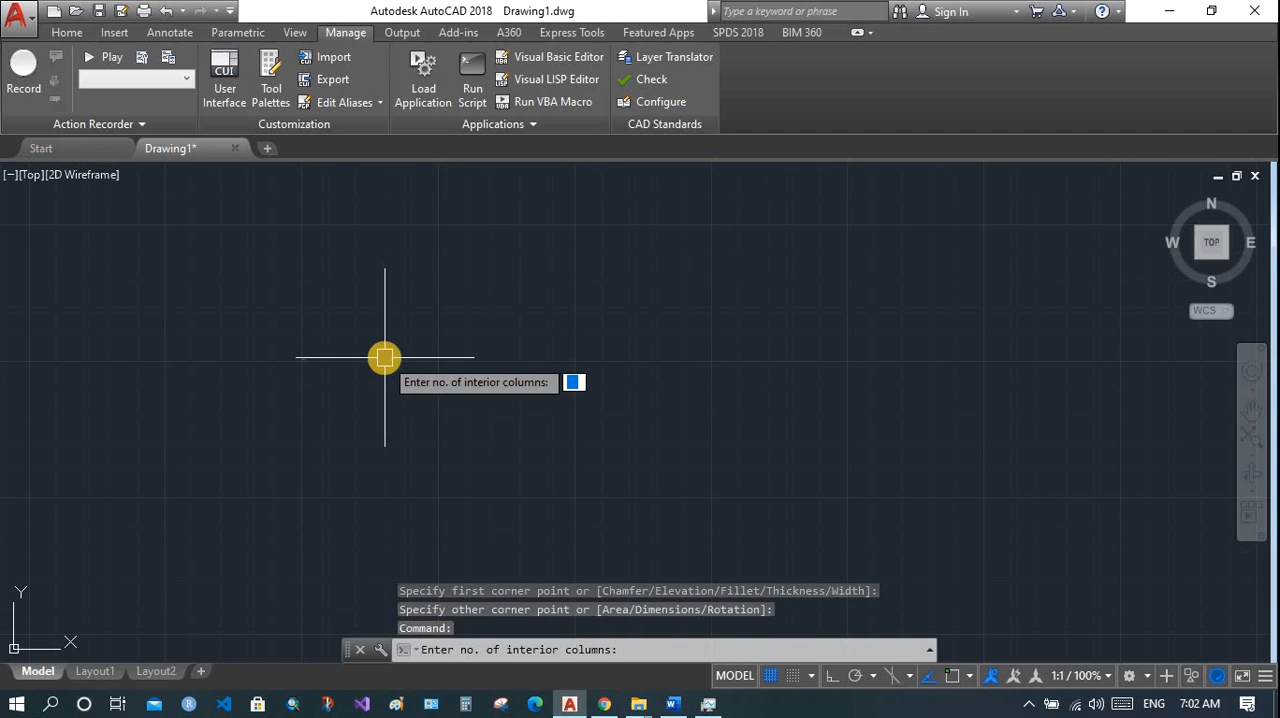 Autodesk AutoCAD 2018 Drawing1.dwg
Type a keyword or phrase
Sign In
Home Insert Annotate Parametric View Manage Output Add-ins A360 Express Tools Featured Apps SPDS 2018 BIM 360
Record
Play
Action Recorder
CUI
User
Interface
Tool
Palettes
Import
Export
Edit Aliases
Customization
Load
Application
Run
Script
Visual Basic Editor
Visual LISP Editor
Run VBA Macro
Applications
Layer Translator
Check
Configure
CAD Standards
Start
Drawing1*
[−][Top][2D Wireframe]
N
W TOP E
S
WCS
Enter no. of interior columns:
Y
X
Specify first corner point or [Chamfer/Elevation/Fillet/Thickness/Width]:
Specify other corner point or [Area/Dimensions/Rotation]:
Command:
Enter no. of interior columns:
Model Layout1 Layout2
MODEL
1:1 / 100%
ENG 7:02 AM